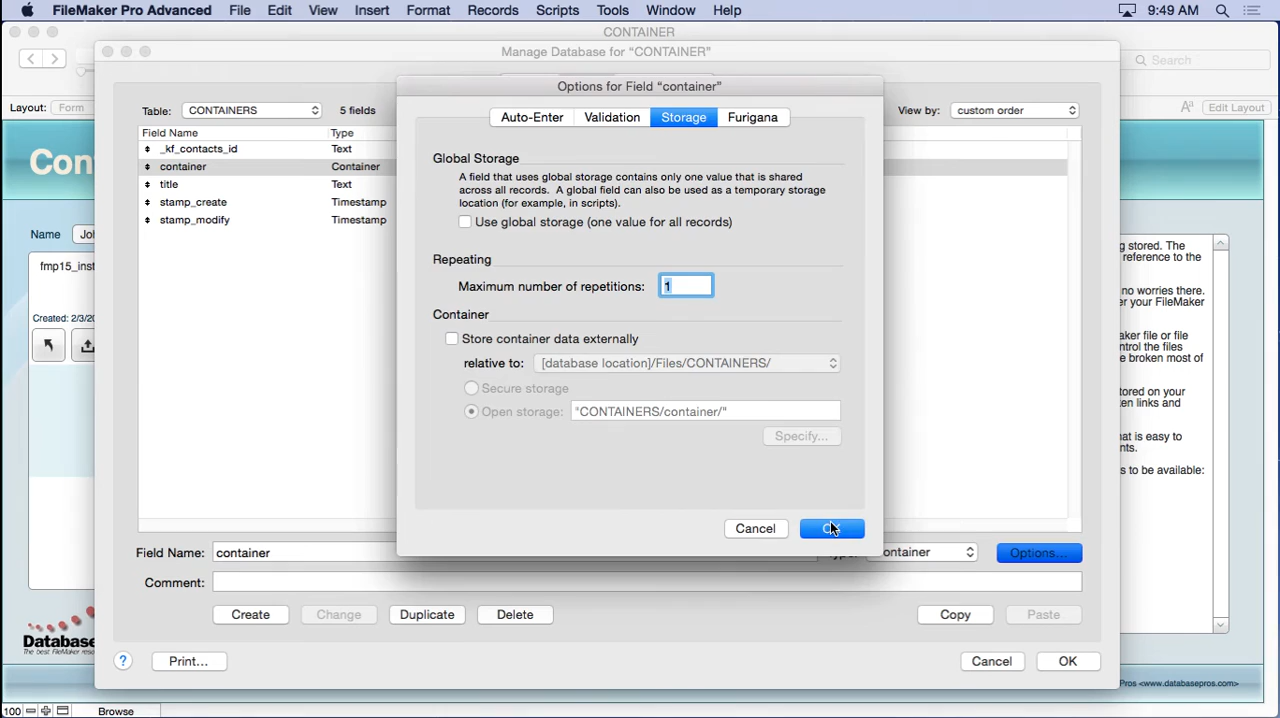 FileMaker Pro Advanced File Edit View Insert Format Records Scripts Tools Window Help 9:49 AM
CONTAINER
Manage Database for “CONTAINER”
Search
Options for Field “container”
Layout: Form
Table: CONTAINERS 5 fields
View by: custom order
Edit Layout
Auto-Enter Validation Storage Furigana
Field Name Type
_kf_contacts_id Text
container Container
title Text
stamp_create Timestamp
stamp_modify Timestamp
Global Storage
A field that uses global storage contains only one value that is shared
across all records. A global field can also be used as a temporary storage
location (for example, in scripts).
Use global storage (one value for all records)
Repeating
Maximum number of repetitions: 1
Container
Store container data externally
relative to: [database location]/Files/CONTAINERS/
Secure storage
Open storage: "CONTAINERS/container/"
Specify...
Cancel
Name
Created: 2/3/20
ng stored. The
reference to the
no worries there.
er your FileMaker
aker file or file
ntrol the files
e broken most of
tored on your
ken links and
hat is easy to
nts.
s to be available:
Field Name: container
Options...
Comment:
Create Change Duplicate Delete Copy Paste
Database
The best FileMaker
? Print... Cancel OK
Pros <www.databasepros.com>
100 Browse